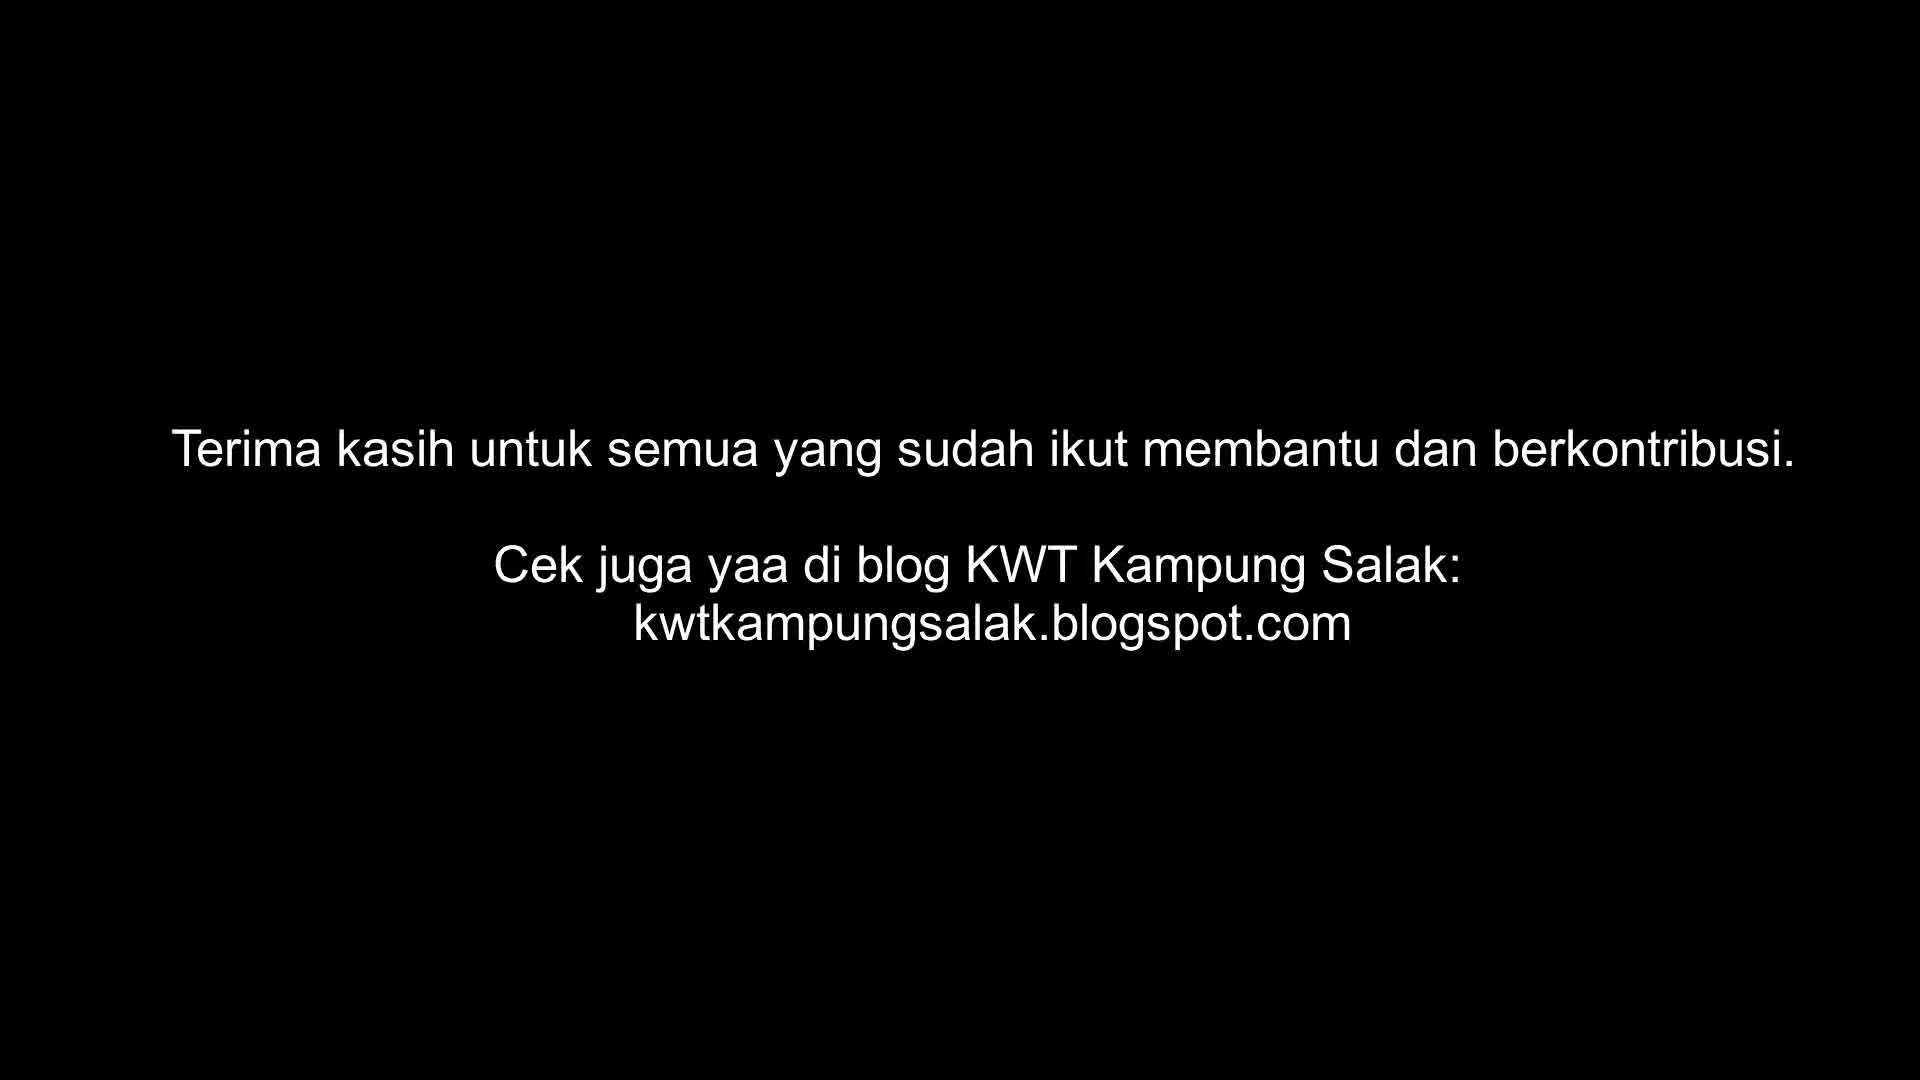 Terima kasih untuk semua yang sudah ikut membantu dan berkontribusi.
Cek juga yaa di blog KWT Kampung Salak:
kwtkampungsalak.blogspot.com